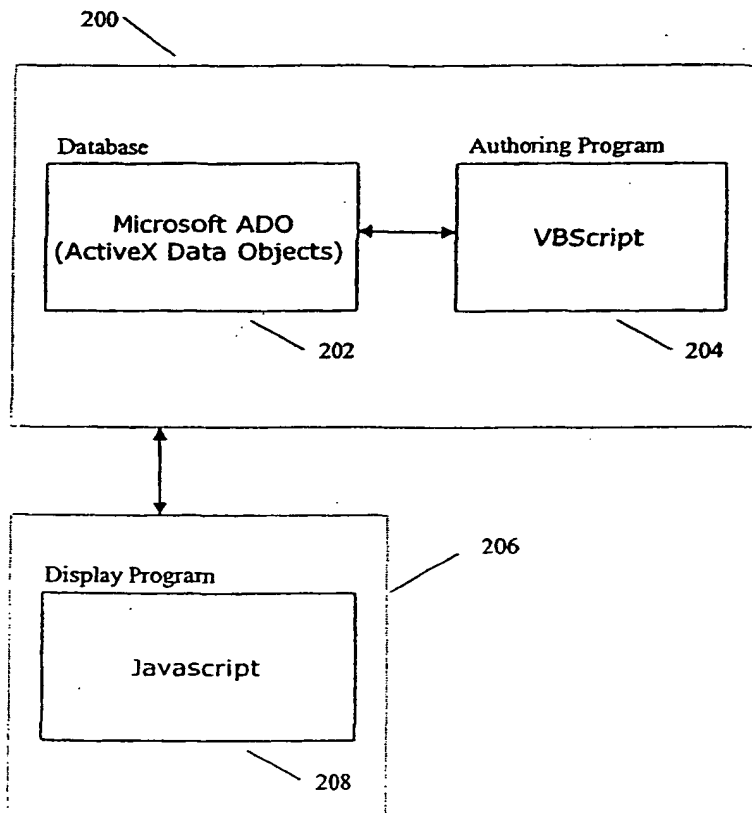 200
Database
Authoring Program
Microsoft ADO
(ActiveX Data Objects)
VBScript
202
204
206
Display Program
Javascript
208